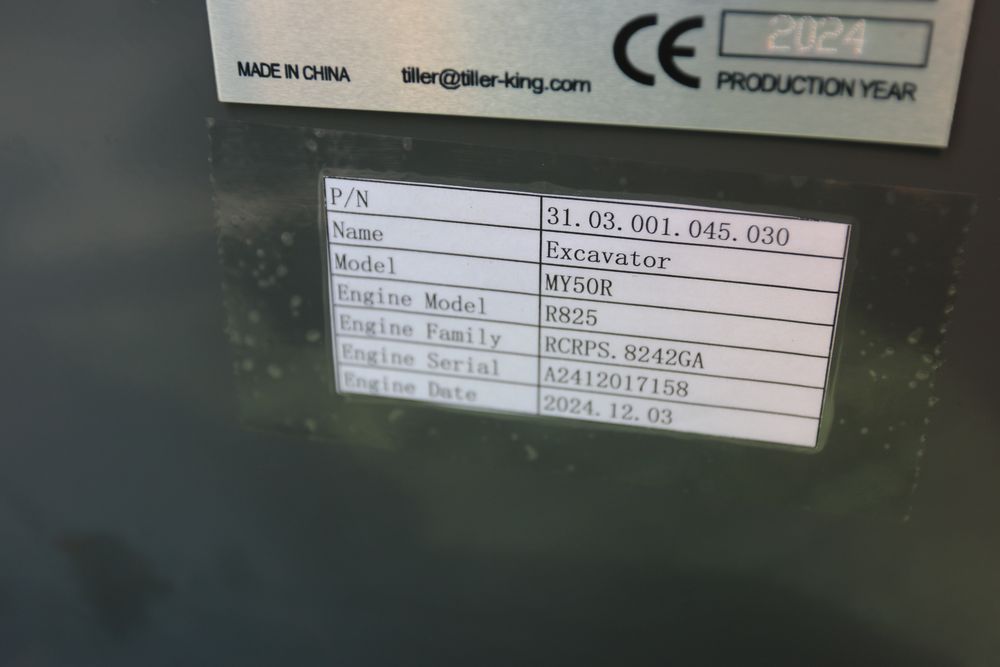 2024
MADE IN CHINA tiller@tiller-king.com CE PRODUCTION YEAR
P/N 31.03.001.045.030
Name Excavator
Model MY50R
Engine Model R825
Engine Family RCRPS.8242GA
Engine Serial A2412017158
Engine Date 2024.12.03